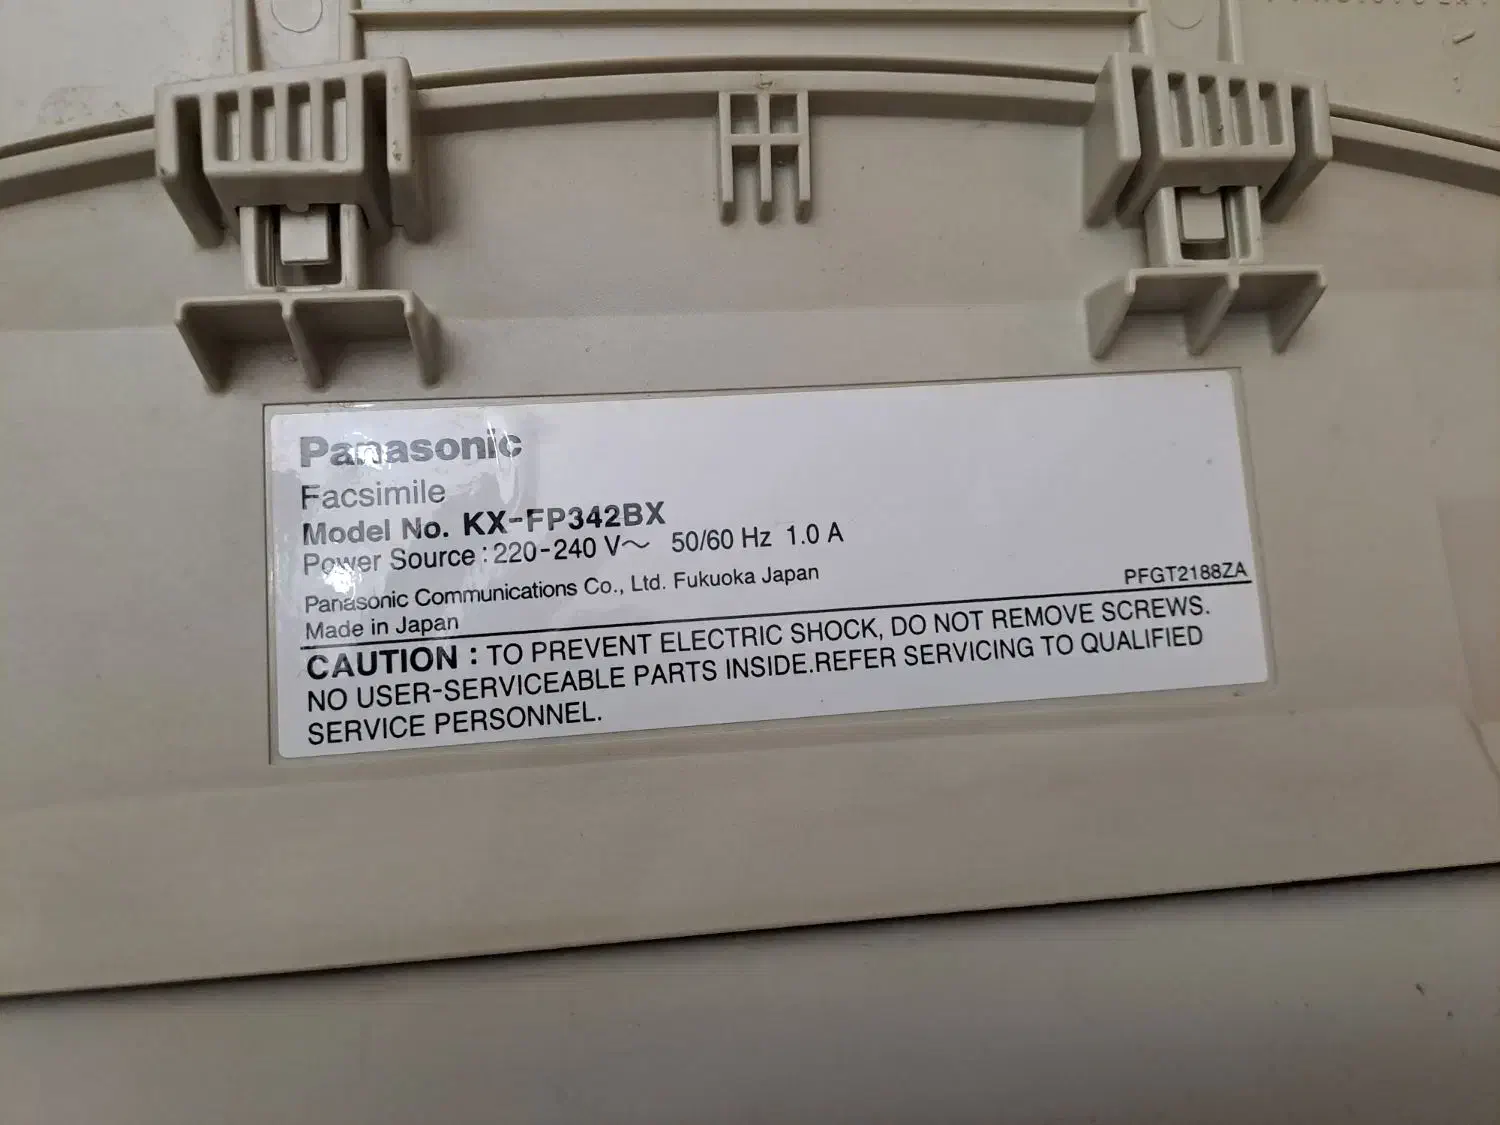 Panasonic
Facsimile
Model No. KX-FP342BX
Power Source : 220-240 V~ 50/60 Hz 1.0 A
Panasonic Communications Co., Ltd. Fukuoka Japan
Made in Japan
PFGT2188ZA
CAUTION : TO PREVENT ELECTRIC SHOCK, DO NOT REMOVE SCREWS.
NO USER-SERVICEABLE PARTS INSIDE.REFER SERVICING TO QUALIFIED
SERVICE PERSONNEL.